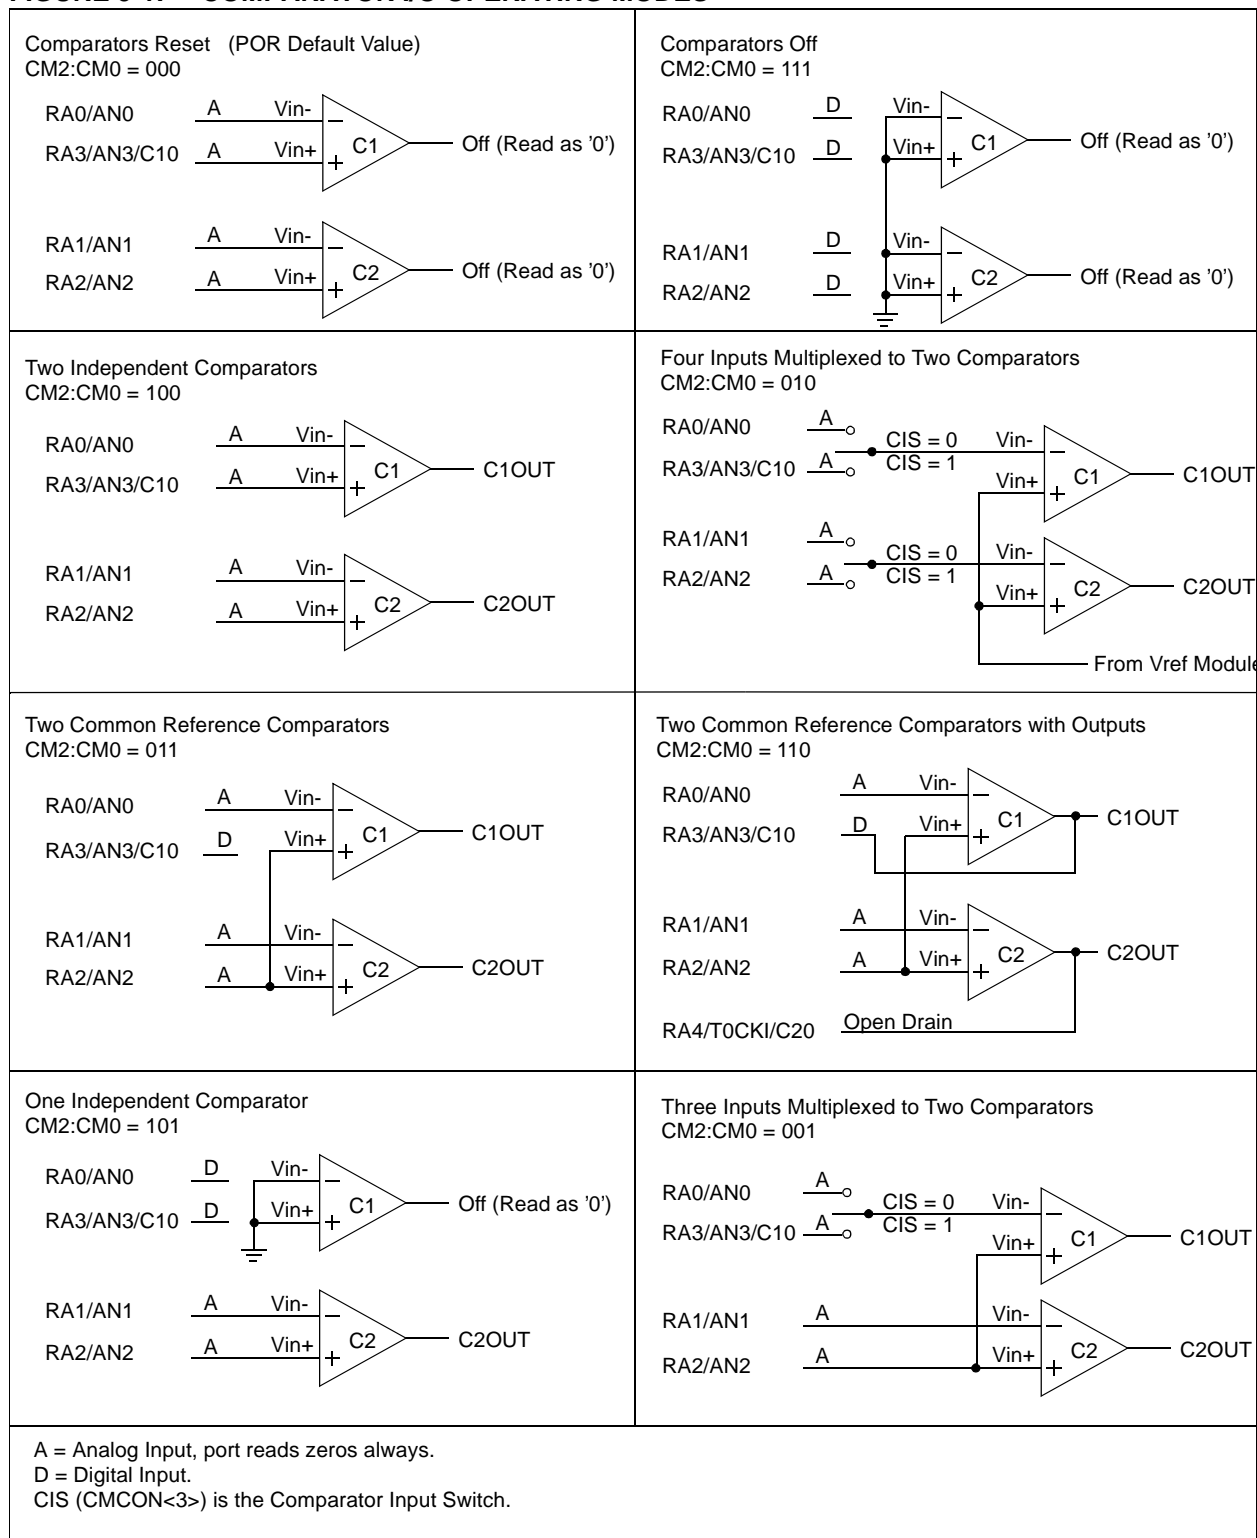 Comparators Reset (POR Default Value)
CM2:CM0 = 000
RA0/AN0 A Vin- −
RA3/AN3/C10 A Vin+ + C1 Off (Read as '0')
RA1/AN1 A Vin- −
RA2/AN2 A Vin+ + C2 Off (Read as '0')
Comparators Off
CM2:CM0 = 111
RA0/AN0 D Vin- −
RA3/AN3/C10 D Vin+ + C1 Off (Read as '0')
RA1/AN1 D Vin- −
RA2/AN2 D Vin+ + C2 Off (Read as '0')
Two Independent Comparators
CM2:CM0 = 100
RA0/AN0 A Vin- −
RA3/AN3/C10 A Vin+ + C1 C1OUT
RA1/AN1 A Vin- −
RA2/AN2 A Vin+ + C2 C2OUT
Four Inputs Multiplexed to Two Comparators
CM2:CM0 = 010
RA0/AN0 A CIS = 0 Vin- −
RA3/AN3/C10 A CIS = 1 Vin+ + C1 C1OUT
RA1/AN1 A CIS = 0 Vin- −
RA2/AN2 A CIS = 1 Vin+ + C2 C2OUT
From Vref Module
Two Common Reference Comparators
CM2:CM0 = 011
RA0/AN0 A Vin- −
RA3/AN3/C10 D Vin+ + C1 C1OUT
RA1/AN1 A Vin- −
RA2/AN2 A Vin+ + C2 C2OUT
Two Common Reference Comparators with Outputs
CM2:CM0 = 110
RA0/AN0 A Vin- −
RA3/AN3/C10 D Vin+ + C1 C1OUT
RA1/AN1 A Vin- −
RA2/AN2 A Vin+ + C2 C2OUT
RA4/T0CKI/C20 Open Drain
One Independent Comparator
CM2:CM0 = 101
RA0/AN0 D Vin- −
RA3/AN3/C10 D Vin+ + C1 Off (Read as '0')
RA1/AN1 A Vin- −
RA2/AN2 A Vin+ + C2 C2OUT
Three Inputs Multiplexed to Two Comparators
CM2:CM0 = 001
RA0/AN0 A CIS = 0 Vin- −
RA3/AN3/C10 A CIS = 1 Vin+ + C1 C1OUT
RA1/AN1 A Vin- −
RA2/AN2 A Vin+ + C2 C2OUT
A = Analog Input, port reads zeros always.
D = Digital Input.
CIS (CMCON<3>) is the Comparator Input Switch.